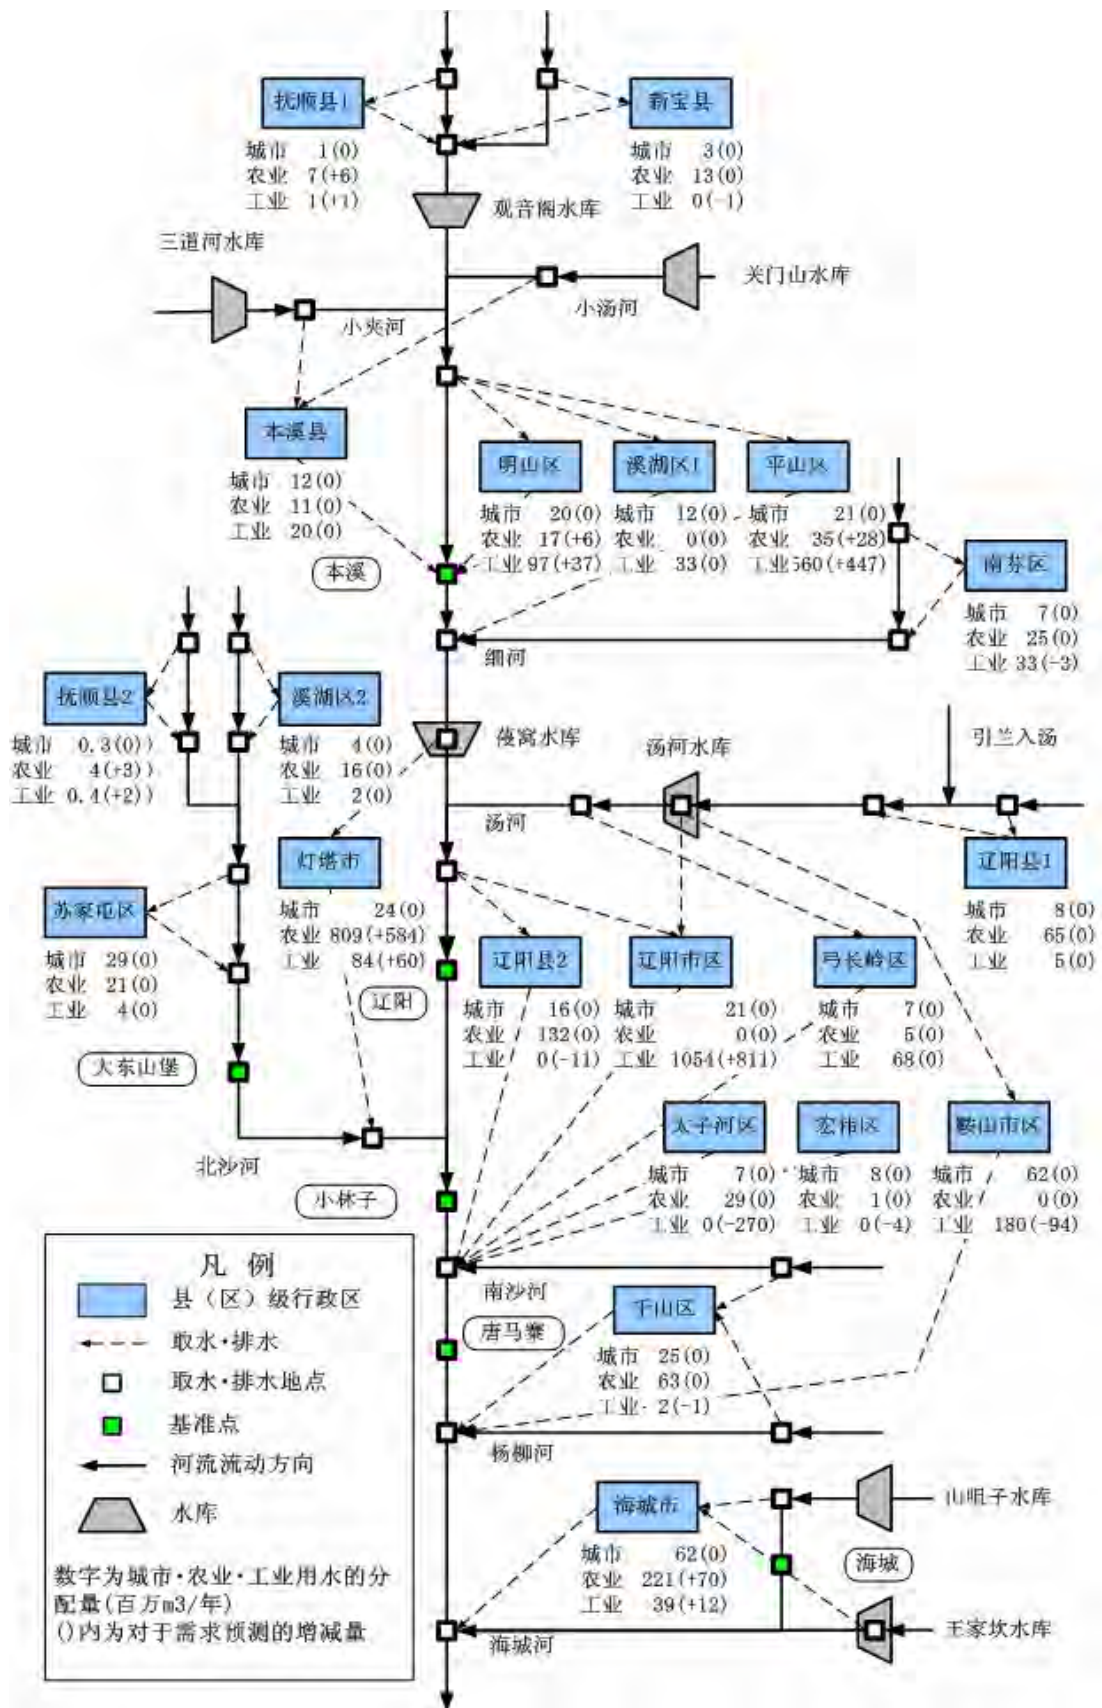 抚顺县1
新宝县
城市 1(0)
农业 7(+6)
工业 1(+1)
城市 3(0)
农业 13(0)
工业 0(-1)
观音阁水库
三道河水库
关门山水库
小夹河
小汤河
本溪县
城市 12(0)
农业 11(0)
工业 20(0)
明山区
溪湖区1
平山区
城市 20(0)
农业 17(+6)
工业 97(+37)
城市 12(0)
农业 0(0)
工业 33(0)
城市 21(0)
农业 35(+28)
工业 560(+447)
本溪
南芬区
城市 7(0)
农业 25(0)
工业 33(-3)
细河
抚顺县2
溪湖区2
城市 0.3(0))
农业 4(+3))
工业 0.4(+2))
城市 4(0)
农业 16(0)
工业 2(0)
葠窝水库
汤河水库
引兰入汤
汤河
灯塔市
城市 24(0)
农业 809(+584)
工业 84(+60)
辽阳县1
城市 8(0)
农业 65(0)
工业 5(0)
苏家屯区
城市 29(0)
农业 21(0)
工业 4(0)
辽阳
辽阳县2
辽阳市区
弓长岭区
城市 16(0)
农业 132(0)
工业 0(-11)
城市 21(0)
农业 0(0)
工业 1054(+811)
城市 7(0)
农业 5(0)
工业 68(0)
大东山堡
太子河区
宏伟区
鞍山市区
城市 7(0)
农业 29(0)
工业 0(-270)
城市 8(0)
农业 1(0)
工业 0(-4)
城市 62(0)
农业 0(0)
工业 180(-94)
北沙河
小林子
南沙河
唐马寨
千山区
城市 25(0)
农业 63(0)
工业 2(-1)
杨柳河
海城市
城市 62(0)
农业 221(+70)
工业 39(+12)
山咀子水库
海城
王家坎水库
海城河
凡 例
县（区）级行政区
取水·排水
取水·排水地点
基准点
河流流动方向
水库
数字为城市·农业·工业用水的分
配量(百万m3/年)
()内为对于需求预测的增减量